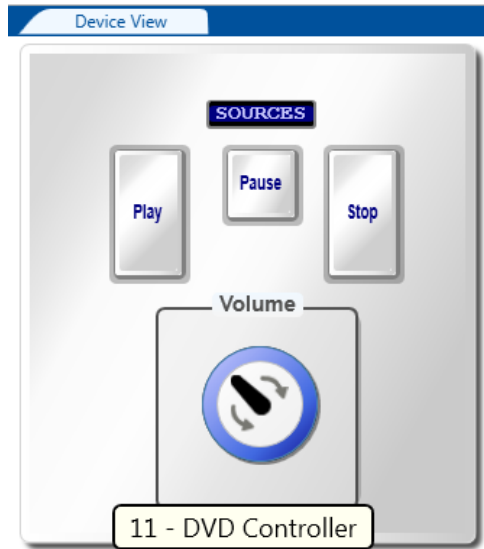 Device View
SOURCES
Play
Pause
Stop
Volume
11 - DVD Controller